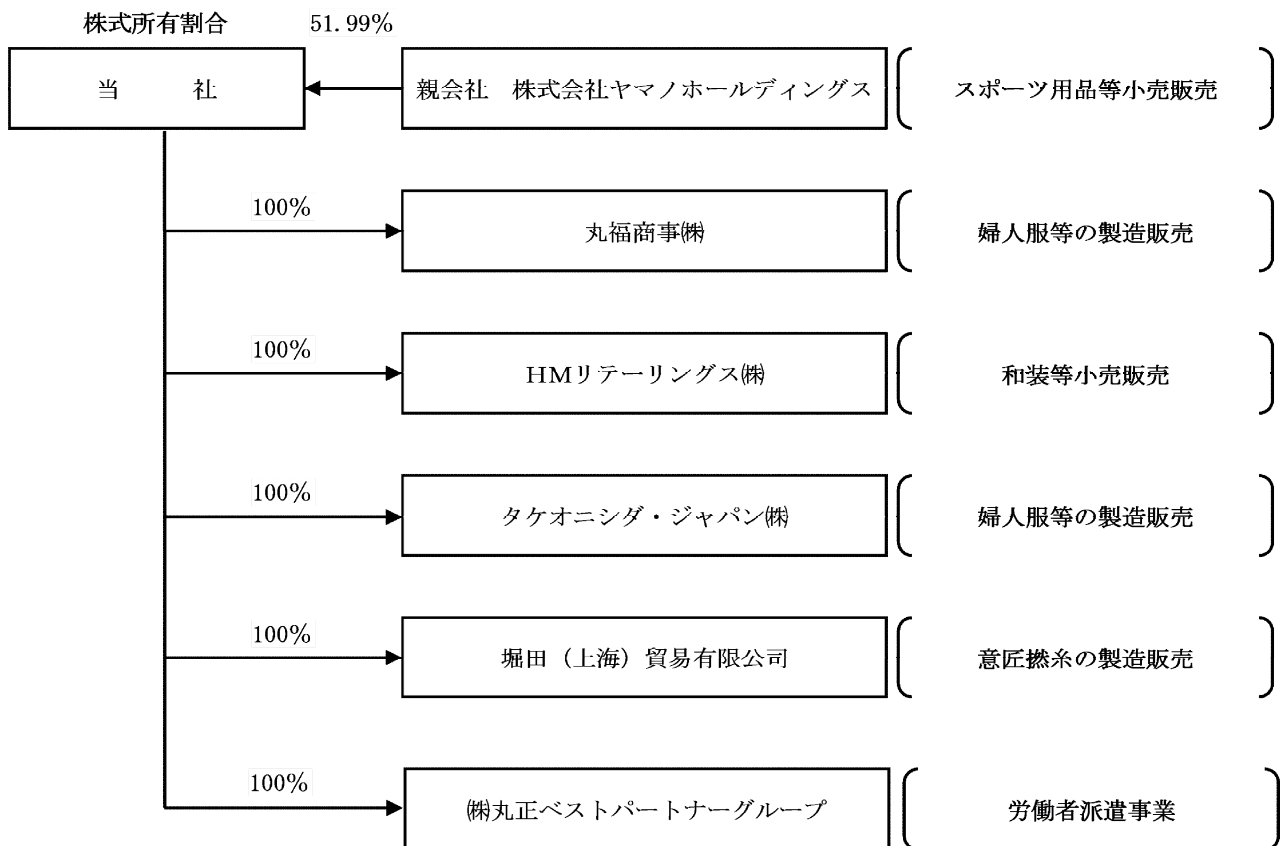 株式所有割合 51.99%
当 社 親会社 株式会社ヤマノホールディングス スポーツ用品等小売販売
100% 丸福商事㈱ 婦人服等の製造販売
100% HMリテーリングス㈱ 和装等小売販売
100% タケオニシダ・ジャパン㈱ 婦人服等の製造販売
100% 堀田（上海）貿易有限公司 意匠撚糸の製造販売
100% ㈱丸正ベストパートナーグループ 労働者派遣事業